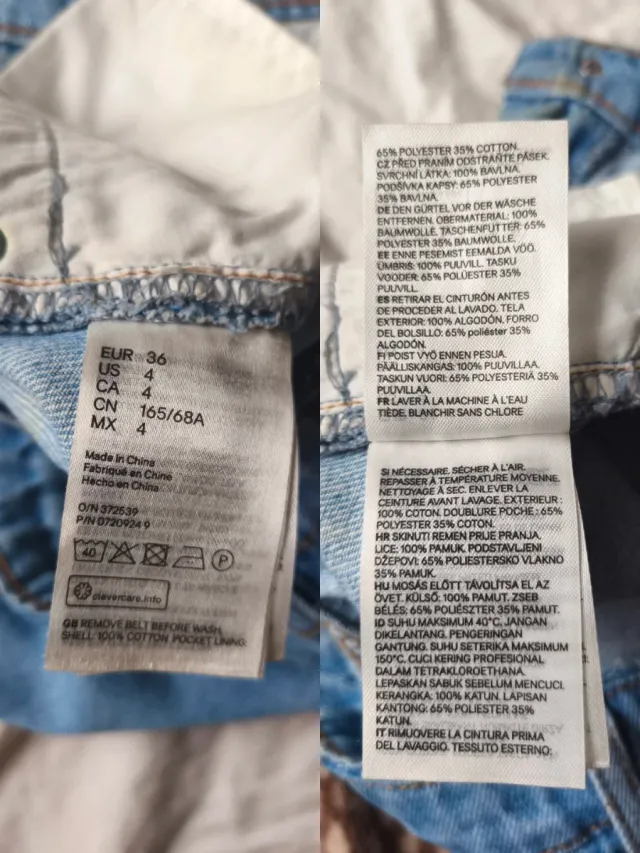 EUR 36
US 4
CA 4
CN 165/68A
MX 4
Made in China
Fabriqué en Chine
Hecho en China
O/N 372539
P/N 0720924 9
40
P
clevercare.info
GB REMOVE BELT BEFORE WASH.
SHELL: 100% COTTON POCKET LINING:
65% POLYESTER 35% COTTON.
CZ PŘED PRANÍM ODSTRAŇTE PÁSEK.
SVRCHNÍ LÁTKA: 100% BAVLNA.
PODŠÍVKA KAPSY: 65% POLYESTER
35% BAVLNA.
DE DEN GÜRTEL VOR DER WÄSCHE
ENTFERNEN. OBERMATERIAL: 100%
BAUMWOLLE. TASCHENFUTTER: 65%
POLYESTER 35% BAUMWOLLE.
EE ENNE PESEMIST EEMALDA VÖÖ.
ÜMBRIS: 100% PUUVILL. TASKU
VOODER: 65% POLÜESTER 35%
PUUVILL.
ES RETIRAR EL CINTURÓN ANTES
DE PROCEDER AL LAVADO. TELA
EXTERIOR: 100% ALGODÓN. FORRO
DEL BOLSILLO: 65% poliéster 35%
ALGODÓN.
FI POIST VYÖ ENNEN PESUA.
PÄÄLLISKANGAS: 100% PUUVILLAA.
TASKUN VUORI: 65% POLYESTERIÄ 35%
PUUVILLAA.
FR LAVER À LA MACHINE À L'EAU
TIÈDE. BLANCHIR SANS CHLORE
SI NÉCESSAIRE. SÉCHER À L'AIR.
REPASSER À TEMPÉRATURE MOYENNE.
NETTOYAGE À SEC. ENLEVER LA
CEINTURE AVANT LAVAGE. EXTERIEUR :
100% COTON. DOUBLURE POCHE : 65%
POLYESTER 35% COTON.
HR SKINUTI REMEN PRIJE PRANJA.
LICE: 100% PAMUK. PODSTAVLJENI
DŽEPOVI: 65% POLIESTERSKO VLAKNO
35% PAMUK.
HU MOSÁS ELŐTT TÁVOLÍTSA EL AZ
ÖVET. KÜLSŐ: 100% PAMUT. ZSEB
BÉLÉS: 65% POLIÉSZTER 35% PAMUT.
ID SUHU MAKSIMUM 40°C. JANGAN
DIKELANTANG. PENGERINGAN
GANTUNG. SUHU SETERIKA MAKSIMUM
150°C. CUCI KERING PROFESIONAL
DALAM TETRAKLOROETHANA.
LEPASKAN SABUK SEBELUM MENCUCI.
KERANGKA: 100% KATUN. LAPISAN
KANTONG: 65% POLIESTER 35%
KATUN.
IT RIMUOVERE LA CINTURA PRIMA
DEL LAVAGGIO. TESSUTO ESTERNO: